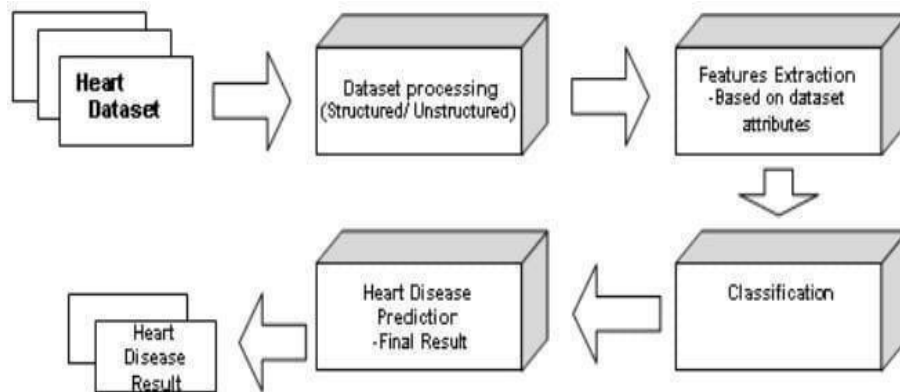 Heart
Dataset
Dataset processing
(Structured/ Unstructured)
Features Extraction
-Based on dataset
attributes
Classification
Heart Disease
Prediction
-Final Result
Heart
Disease
Result